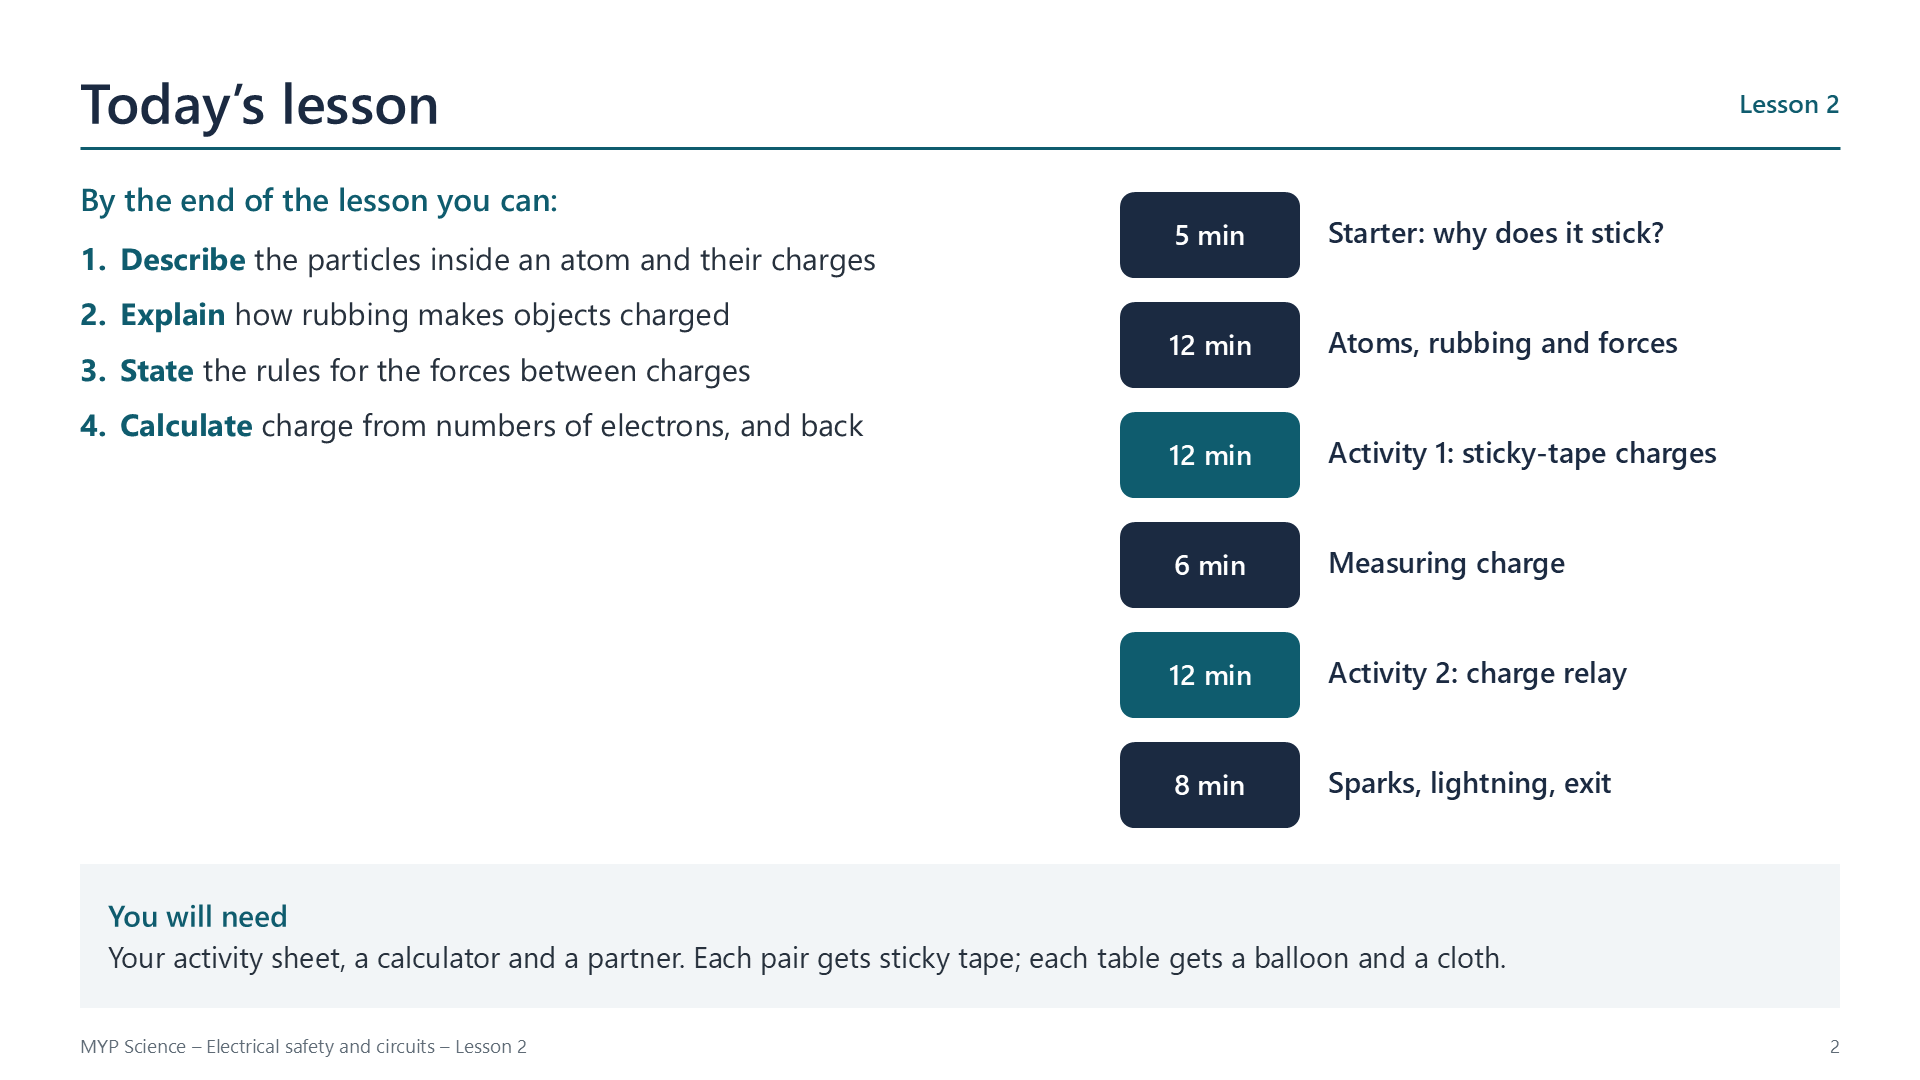 Today’s lesson
Lesson 2
By the end of the lesson you can:
1. Describe the particles inside an atom and their charges
2. Explain how rubbing makes objects charged
3. State the rules for the forces between charges
4. Calculate charge from numbers of electrons, and back
5 min Starter: why does it stick?
12 min Atoms, rubbing and forces
12 min Activity 1: sticky-tape charges
6 min Measuring charge
12 min Activity 2: charge relay
8 min Sparks, lightning, exit
You will need
Your activity sheet, a calculator and a partner. Each pair gets sticky tape; each table gets a balloon and a cloth.
MYP Science – Electrical safety and circuits – Lesson 2
2